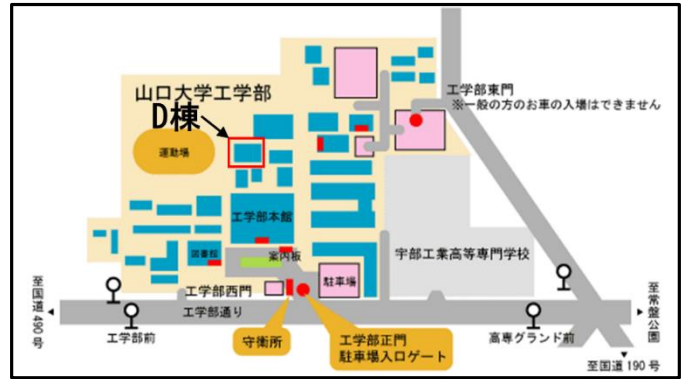 山口大学工学部
D棟
運動場
工学部東門
※一般の方のお車の入場はできません
工学部本館
図書館
案内板
駐車場
宇部工業高等専門学校
工学部西門
工学部通り
至国道490号
工学部前
守衛所
工学部正門
駐車場入口ゲート
高専グランド前
至常盤公園
至国道190号